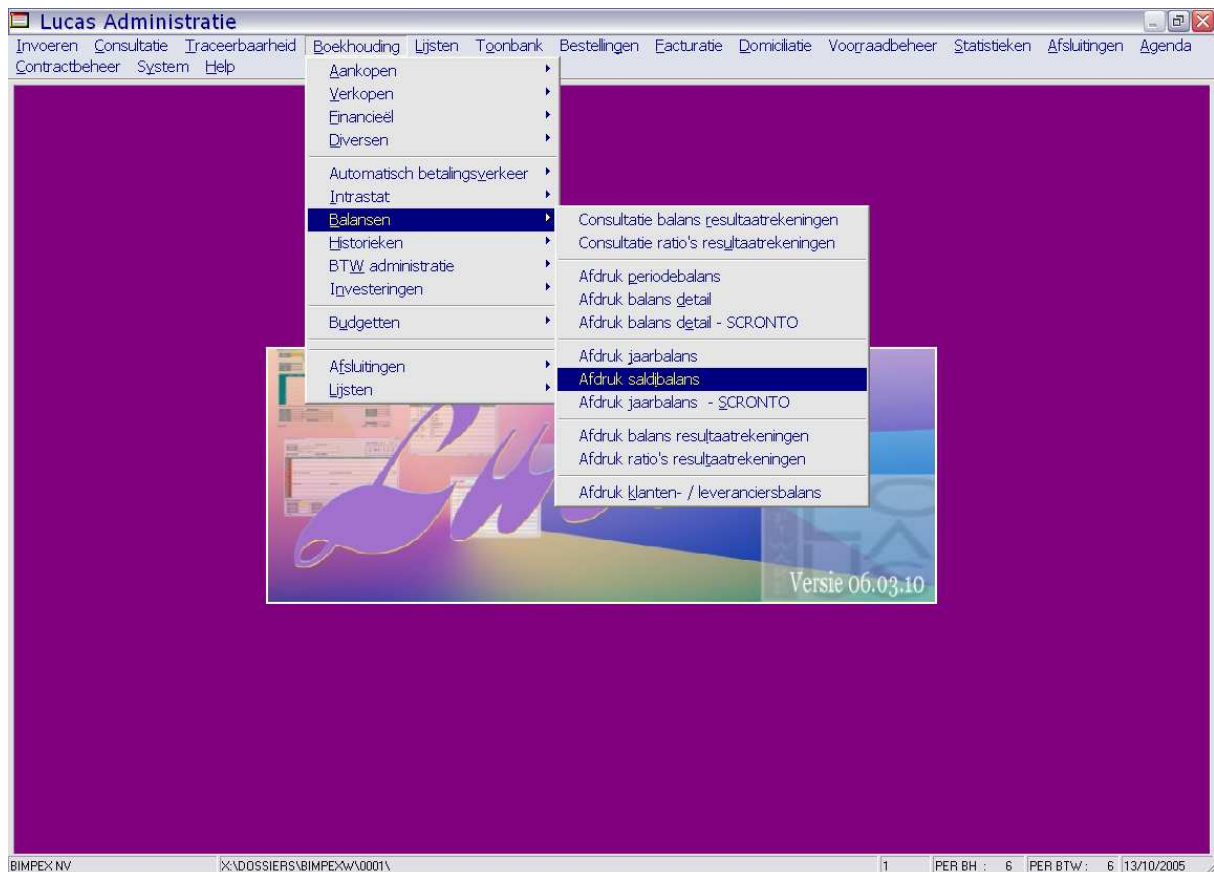 Lucas Administratie
Invoeren Consultatie Traceerbaarheid Boekhouding Lijsten Toonbank Bestellingen Facturatie Domiciliatie Voorraadbeheer Statistieken Afsluitingen Agenda
Contractbeheer System Help
Aankopen
Verkopen
Financieël
Diversen
Automatisch betalingsverkeer
Intrastat
Balansen
Historieken
BTW administratie
Investeringen
Budgetten
Afsluitingen
Lijsten
Consultatie balans resultaatrekeningen
Consultatie ratio's resultaatrekeningen
Afdruk periodebalans
Afdruk balans detail
Afdruk balans detail - SCRONTO
Afdruk jaarbalans
Afdruk saldibalans
Afdruk jaarbalans - SCRONTO
Afdruk balans resultaatrekeningen
Afdruk ratio's resultaatrekeningen
Afdruk klanten- / leveranciersbalans
Versie 06.03.10
BIMPEX NV X:\DOSSIERS\BIMPEXW\0001\ 1 PER BH : 6 PER BTW : 6 13/10/2005